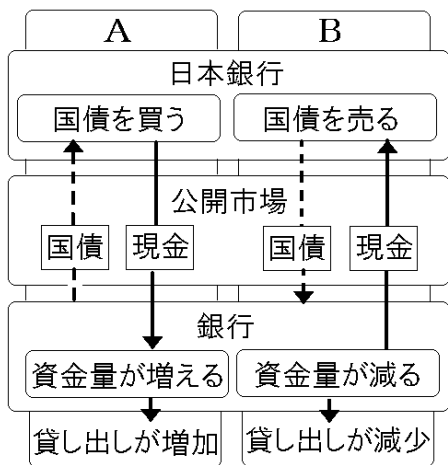 A B
日本銀行
国債を買う 国債を売る
公開市場
国債 現金 国債 現金
銀行
資金量が増える 資金量が減る
貸し出しが増加 貸し出しが減少